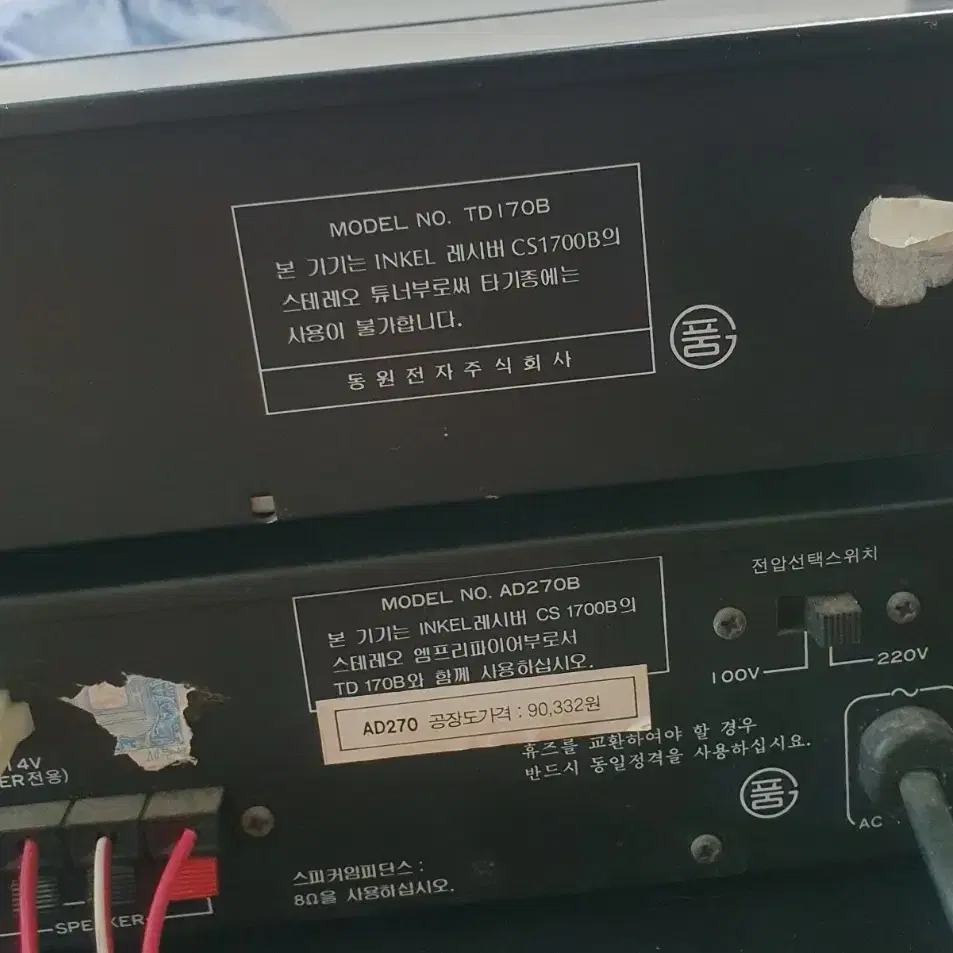 MODEL NO. TD170B
본 기기는 INKEL 레시버 CS1700B의
스테레오 튜너부로써 타기종에는
사용이 불가합니다.
동원전자주식회사
품
전압선택스위치
100V
220V
MODEL NO. AD270B
본 기기는 INKEL레시버 CS 1700B의
스테레오 엠프리파이어부로서
TD 170B와 함께 사용하십시오.
AD270 공장도가격 : 90,332원
휴즈를 교환하여야 할 경우
반드시 동일정격을 사용하십시요.
품
14V
ER전용)
AC
스피커임피던스 :
8Ω을 사용하십시오.
SPEAKER